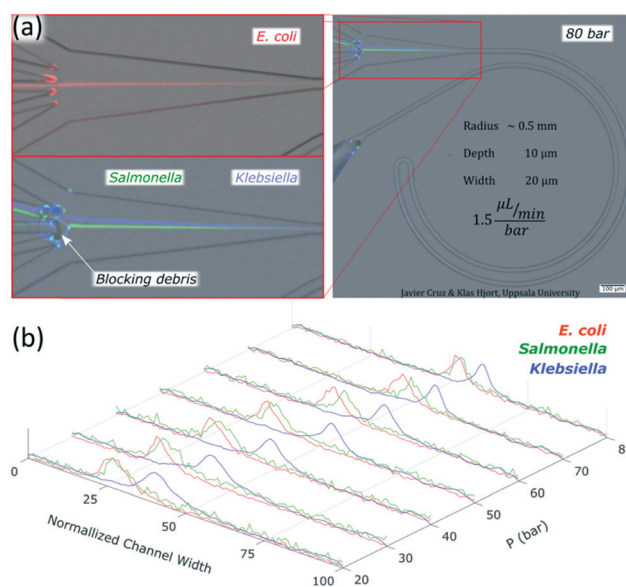 (a)
E. coli
Salmonella Klebsiella
Blocking debris
80 bar
Radius ~ 0.5 mm
Depth 10 µm
Width 20 µm
1.5 µL/min
bar
100 µm
Javier Cruz & Klas Hjort, Uppsala University
(b)
E. coli
Salmonella
Klebsiella
0
25
50
75
100
Normallized Channel Width
20
30
40
50
60
70
8
P (bar)